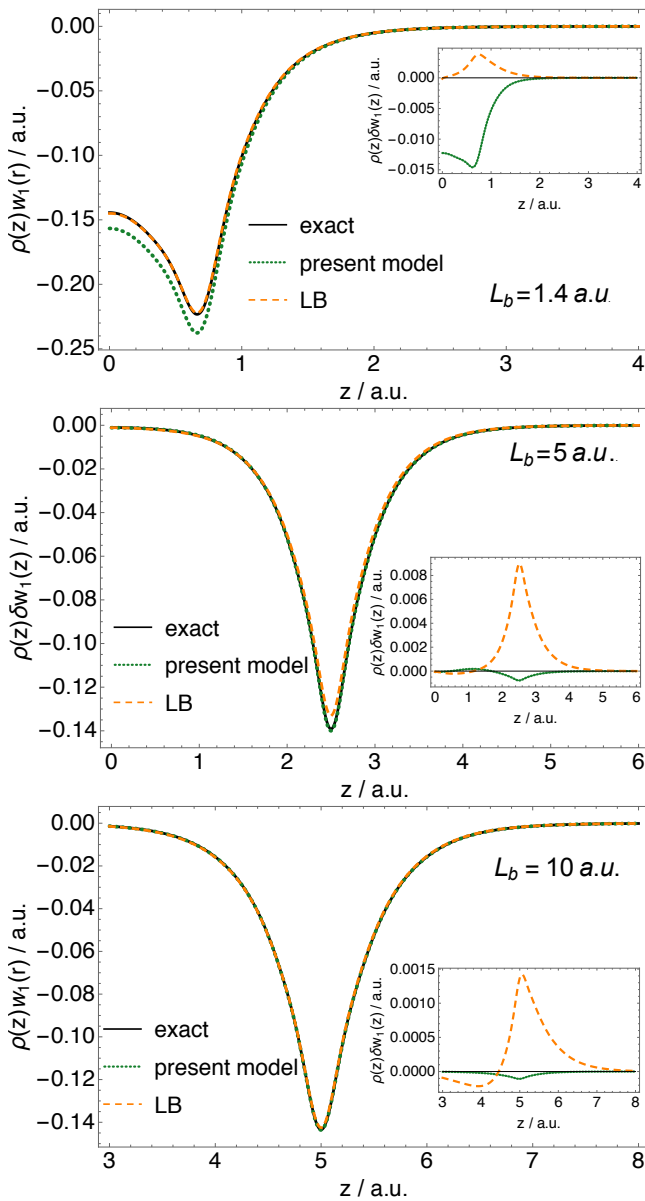 0.00
−0.05
−0.10
−0.15
−0.20
−0.25
ρ(z)w₁(r) / a.u.
0 1 2 3 4
z / a.u.
exact
present model
LB
L_b=1.4 a.u.
0.000
−0.005
−0.010
−0.015
ρ(z)δw₁(z) / a.u.
0 1 2 3 4
z / a.u.
0.00
−0.02
−0.04
−0.06
−0.08
−0.10
−0.12
−0.14
ρ(z)δw₁(z) / a.u.
0 1 2 3 4 5 6
z / a.u.
exact
present model
LB
L_b=5 a.u.
0.008
0.006
0.004
0.002
0.000
ρ(z)δw₁(z) / a.u.
0 1 2 3 4 5 6
z / a.u.
0.00
−0.02
−0.04
−0.06
−0.08
−0.10
−0.12
−0.14
ρ(z)w₁(r) / a.u.
3 4 5 6 7 8
z / a.u.
exact
present model
LB
L_b = 10 a.u.
0.0015
0.0010
0.0005
0.0000
ρ(z)δw₁(z) / a.u.
3 4 5 6 7 8
z / a.u.